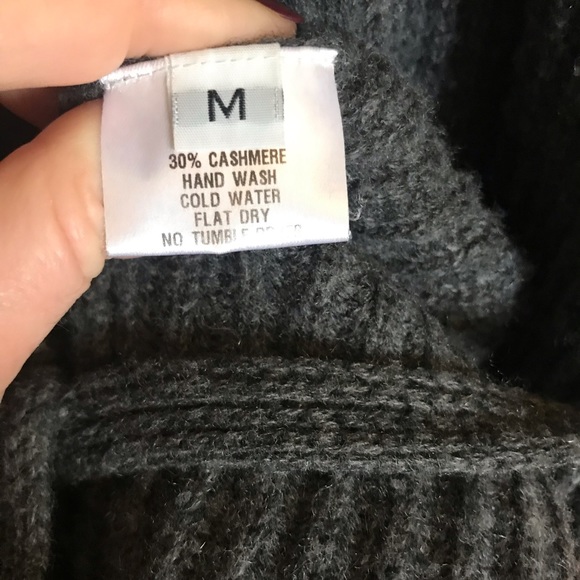 M
30% CASHMERE
HAND WASH
COLD WATER
FLAT DRY
NO TUMBLE